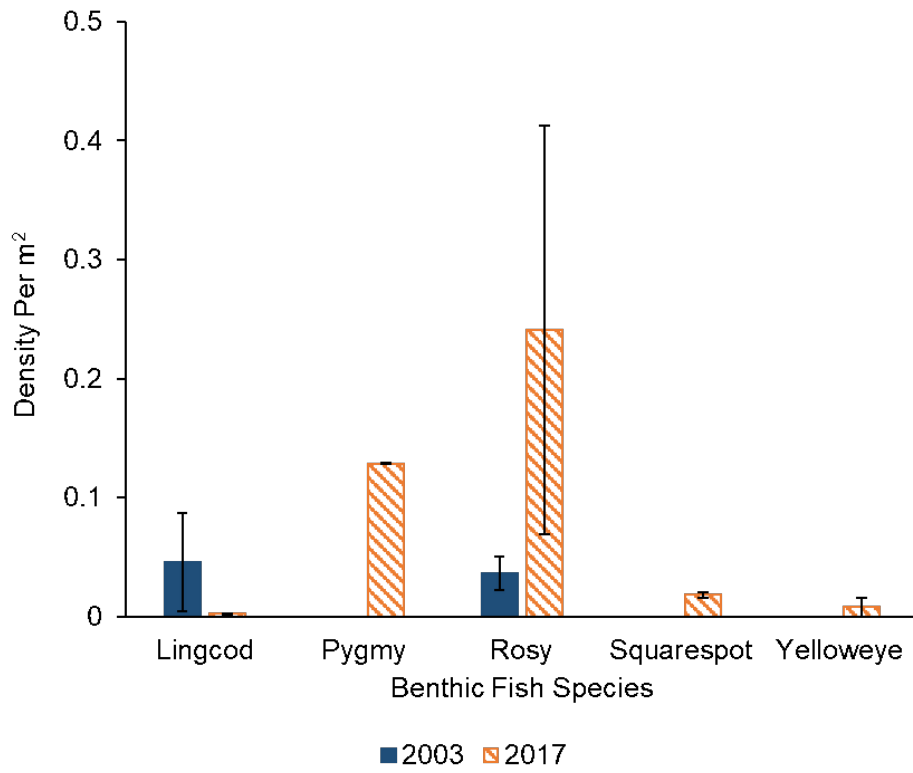 0.5
0.4
0.3
0.2
0.1
0
Density Per m²
Lingcod Pygmy Rosy Squarespot Yelloweye
Benthic Fish Species
2003 2017